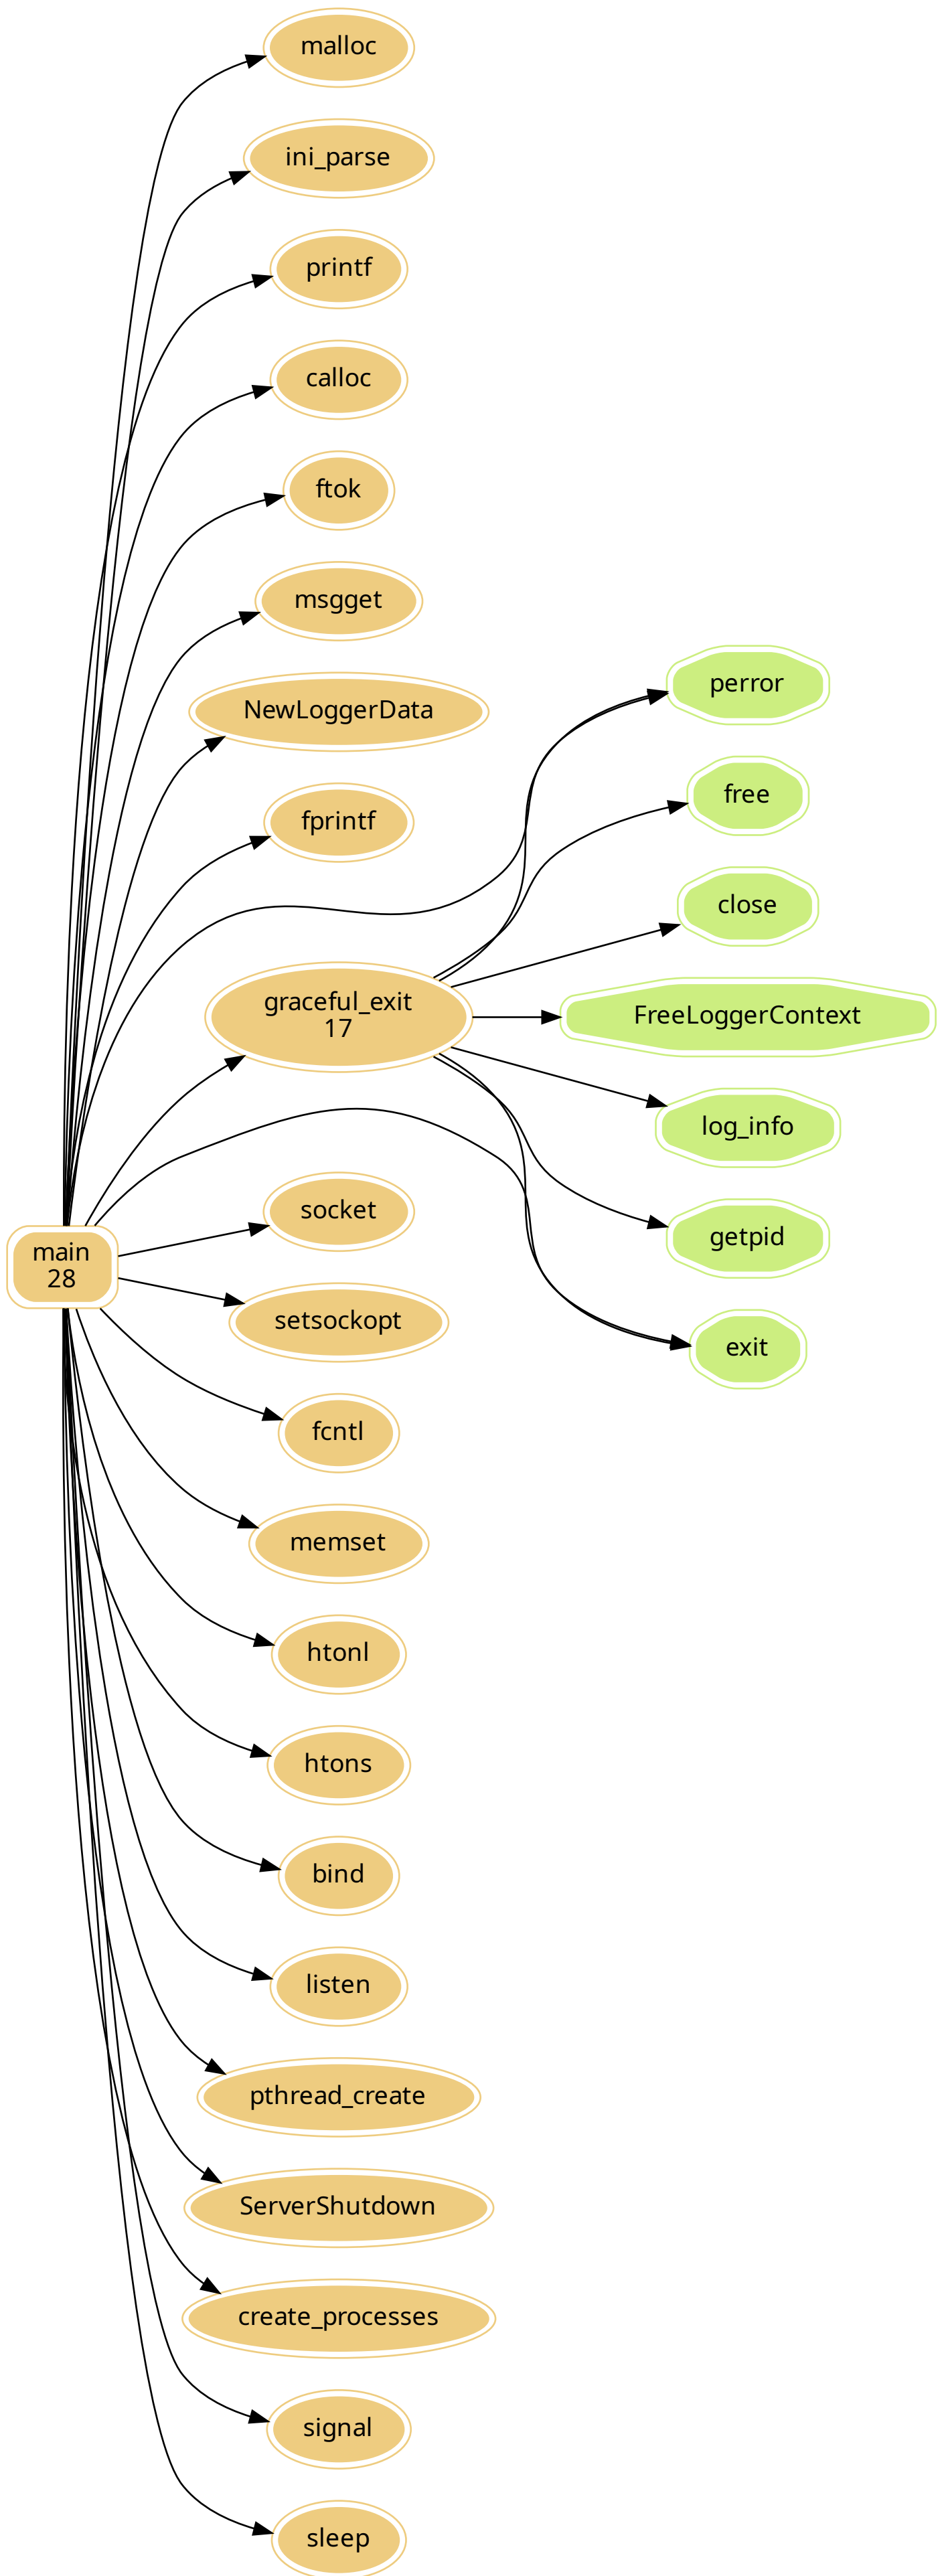 malloc
ini_parse
printf
calloc
ftok
msgget
NewLoggerData
fprintf
graceful_exit
17
main
28
socket
setsockopt
fcntl
memset
htonl
htons
bind
listen
pthread_create
ServerShutdown
create_processes
signal
sleep
perror
free
close
FreeLoggerContext
log_info
getpid
exit